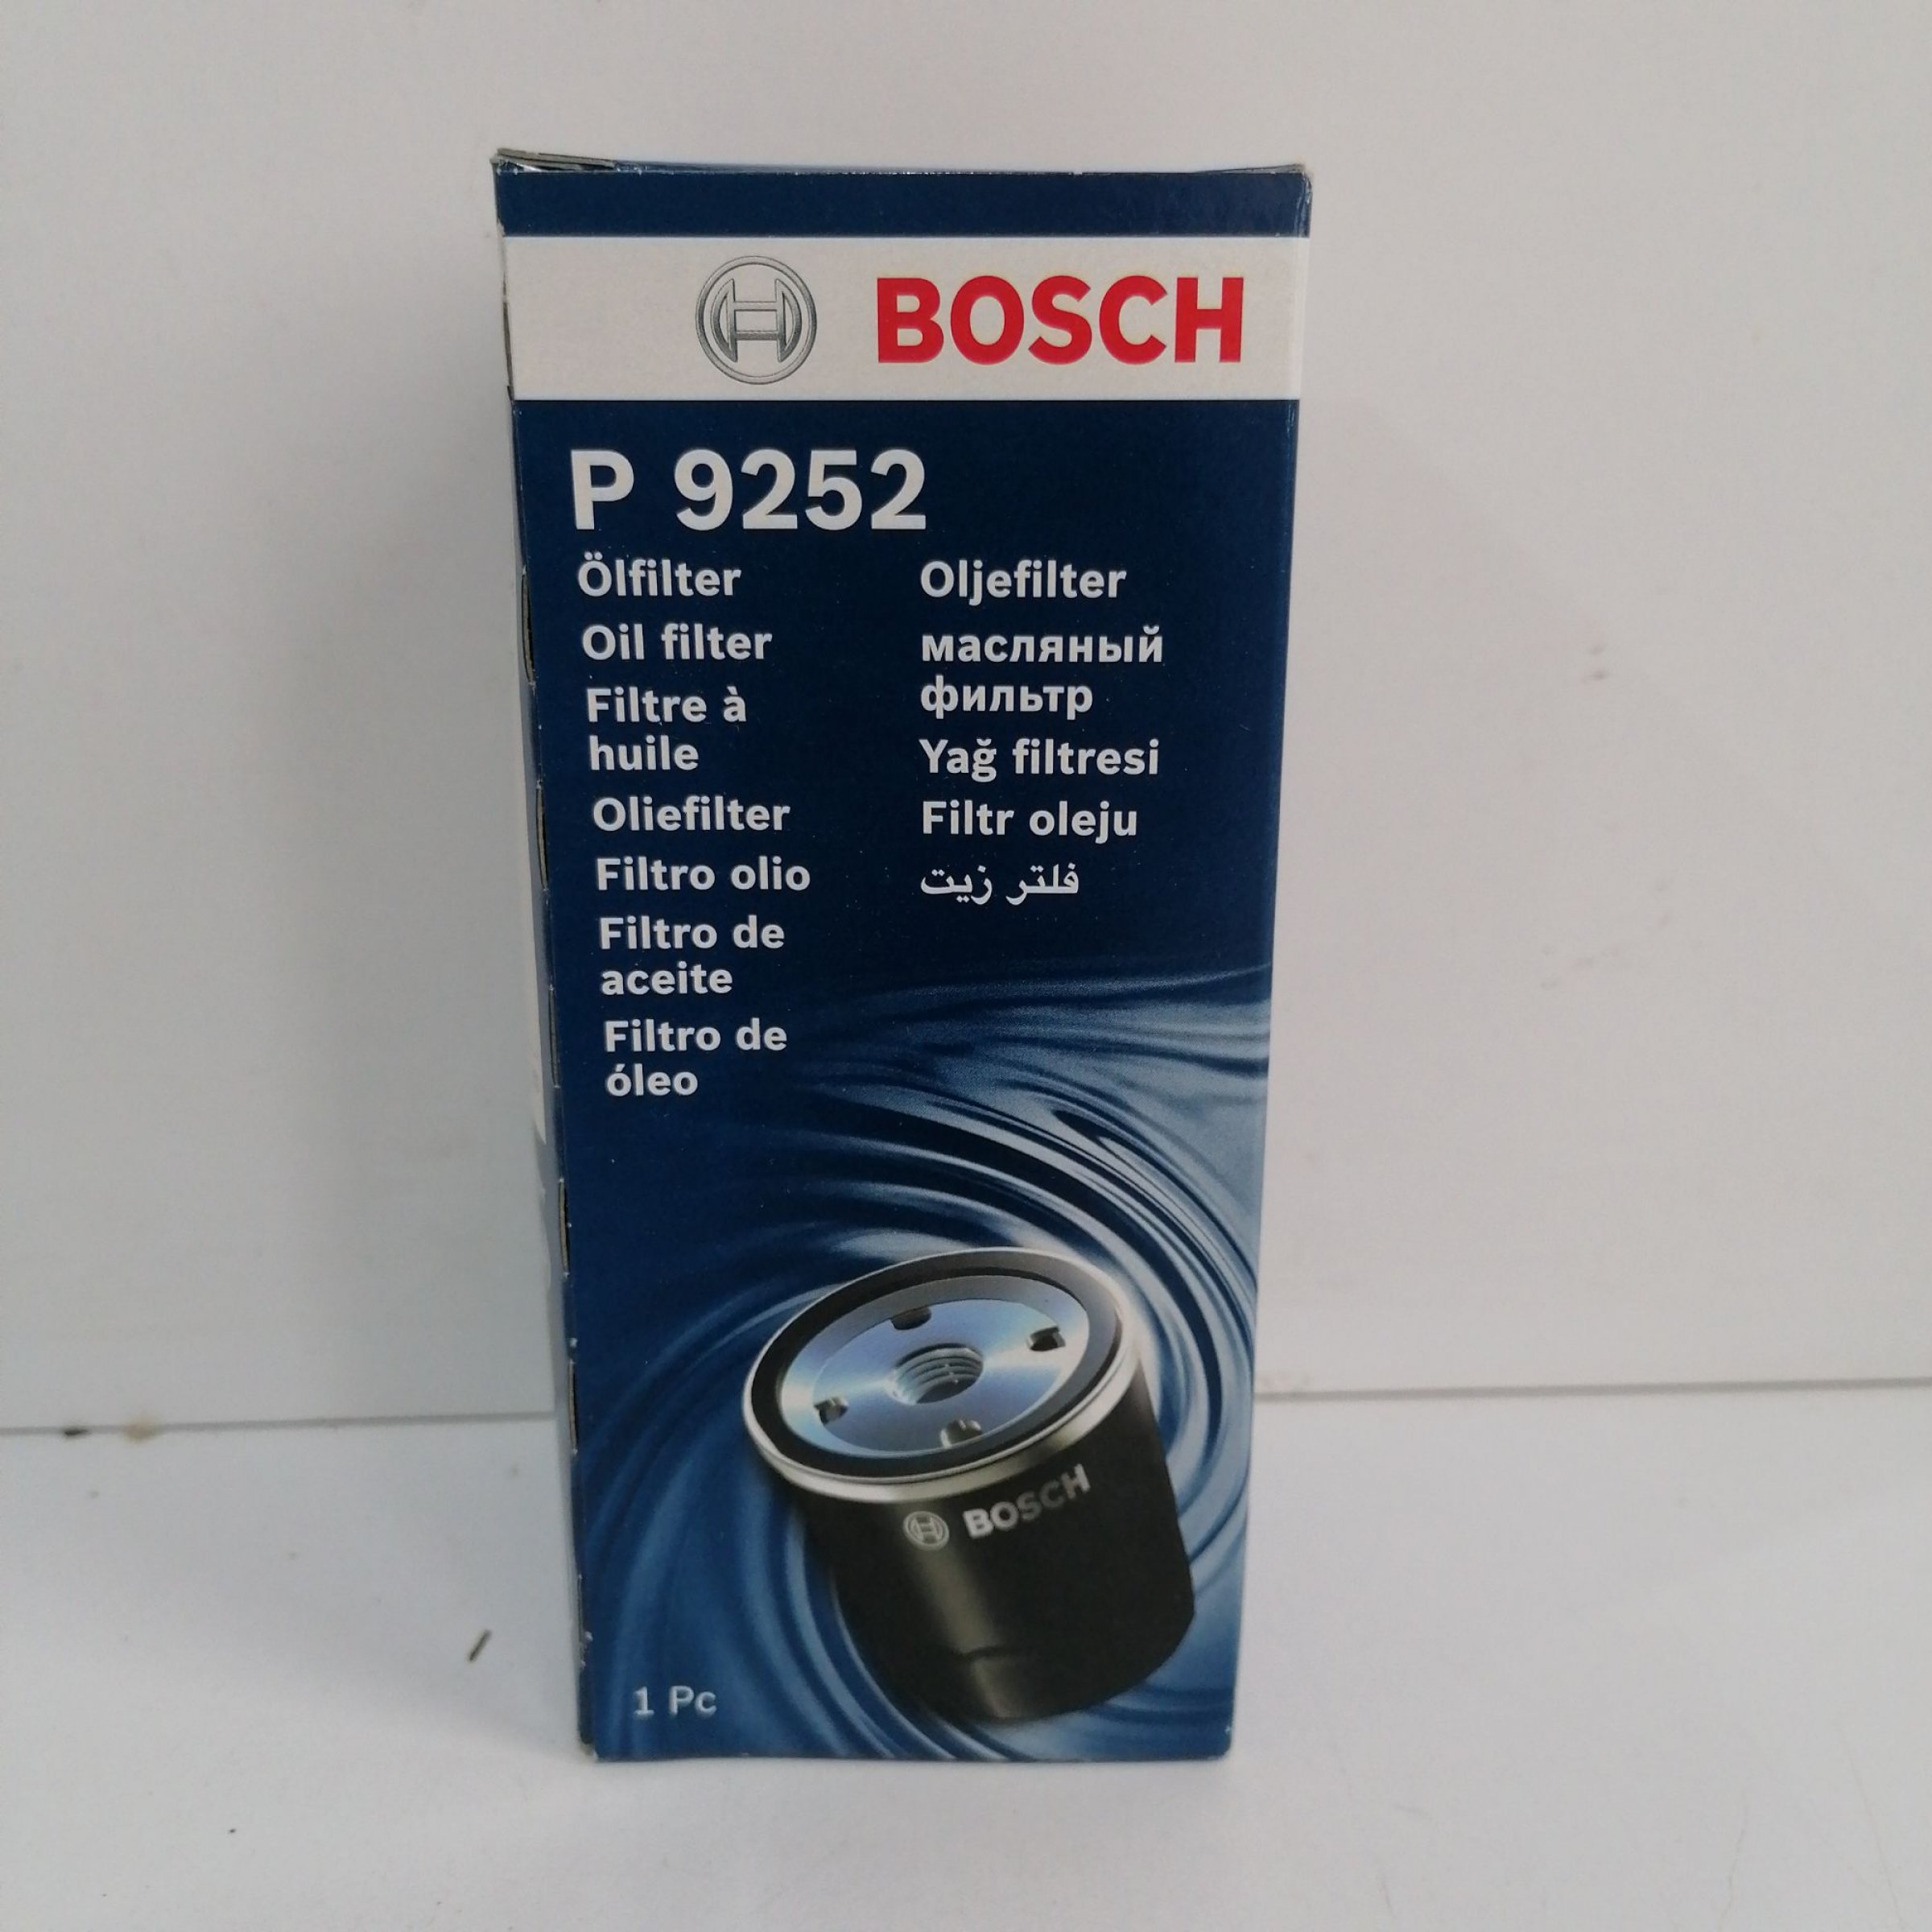 BOSCH
P 9252
Ölfilter
Oil filter
Filtre à
huile
Oliefilter
Filtro olio
Filtro de
aceite
Filtro de
óleo
Oljefilter
масляный
фильтр
Yağ filtresi
Filtr oleju
فلتر زيت
BOSCH
1 Pc